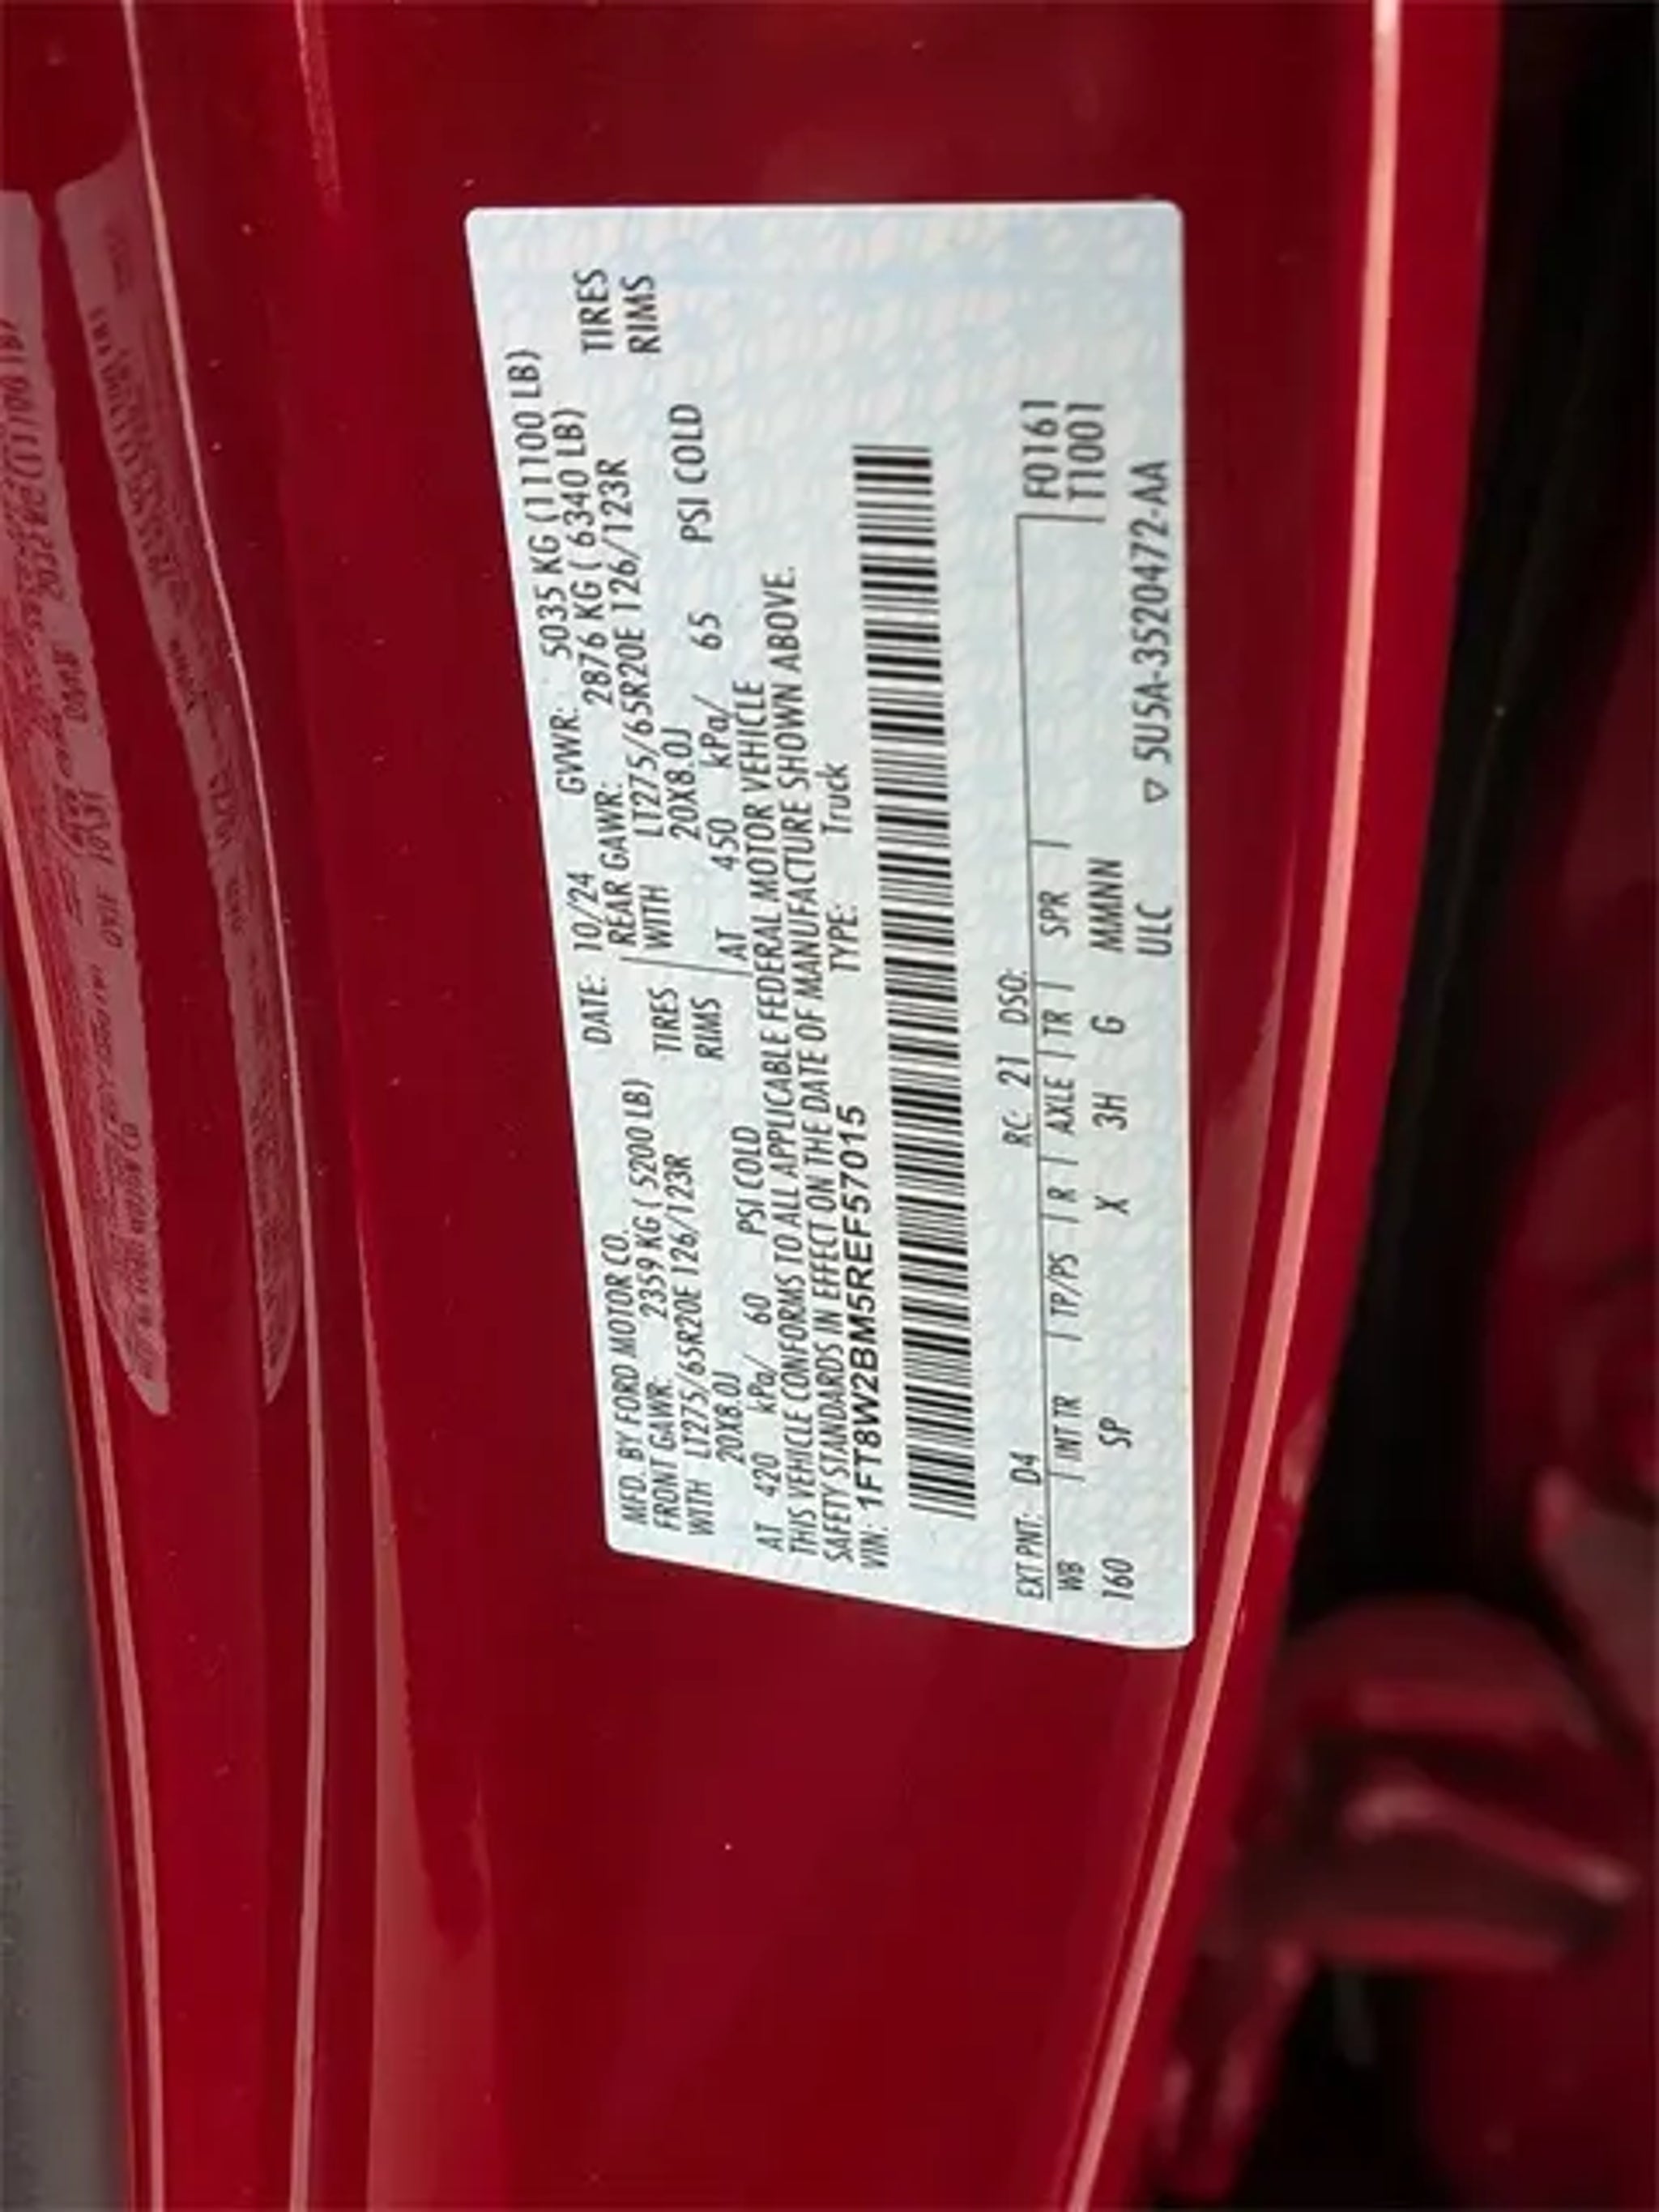 MFD. BY FORD MOTOR CO. DATE: 10/24 GVWR: 5035 KG (11100 LB)
FRONT GAWR: 2359 KG ( 5200 LB) REAR GAWR: 2876 KG ( 6340 LB)
WITH LT275/65R20E 126/123R TIRES WITH LT275/65R20E 126/123R TIRES
20X8.0J RIMS 20X8.0J RIMS
AT 420 kPa/ 60 PSI COLD AT 450 kPa/ 65 PSI COLD
THIS VEHICLE CONFORMS TO ALL APPLICABLE FEDERAL MOTOR VEHICLE
SAFETY STANDARDS IN EFFECT ON THE DATE OF MANUFACTURE SHOWN ABOVE.
VIN: 1FT8W2BM5REF57015 TYPE: Truck
EXT PNT: D4 RC: 21 DSO:
WB | INT TR | TP/PS | R | AXLE | TR | SPR | F0161
160 SP X 3H G MMNN T1001
ULC ▽ 5U5A-3520472-AA